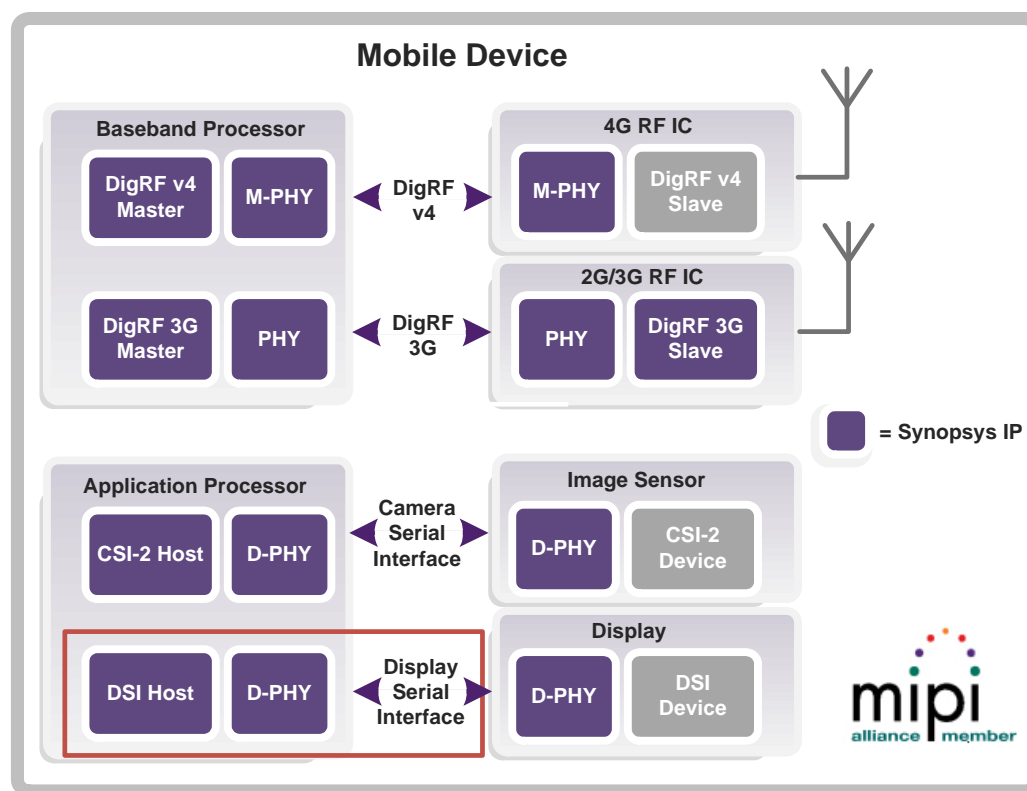 Mobile Device
Baseband Processor
DigRF v4
Master
M-PHY
DigRF
v4
4G RF IC
M-PHY
DigRF v4
Slave
DigRF 3G
Master
PHY
DigRF
3G
2G/3G RF IC
PHY
DigRF 3G
Slave
= Synopsys IP
Application Processor
CSI-2 Host
D-PHY
Camera
Serial
Interface
Image Sensor
D-PHY
CSI-2
Device
DSI Host
D-PHY
Display
Serial
Interface
Display
D-PHY
DSI
Device
mipi
alliance member